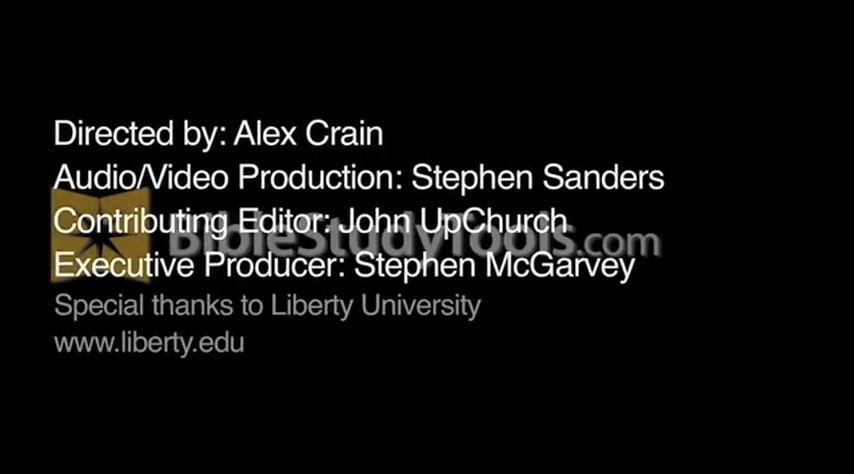 Directed by: Alex Crain
Audio/Video Production: Stephen Sanders
Contributing Editor: John UpChurch
BibleStudyTools.com
Executive Producer: Stephen McGarvey
Special thanks to Liberty University
www.liberty.edu